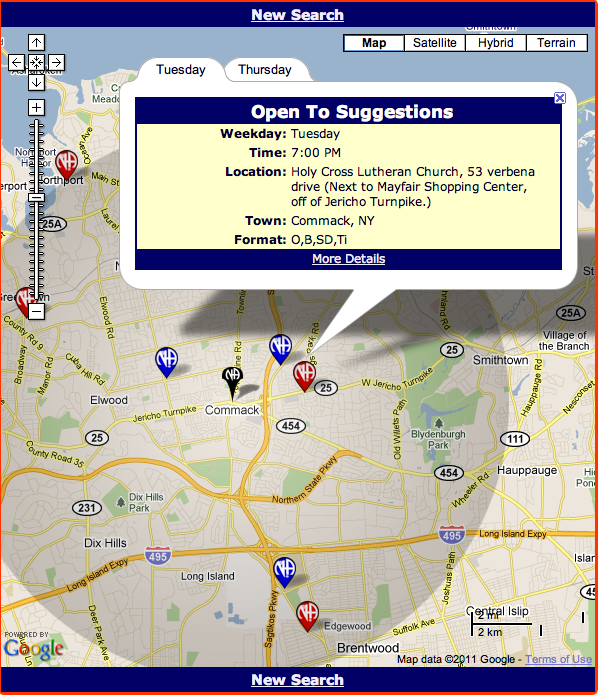 New Search
Smithtown
Map
Satellite
Hybrid
Terrain
Tuesday
Thursday
Open To Suggestions
Weekday: Tuesday
Time: 7:00 PM
Location: Holy Cross Lutheran Church, 53 verbena
drive (Next to Mayfair Shopping Center,
off of Jericho Turnpike.)
Town: Commack, NY
Format: O,B,SD,Ti
More Details
Northport
Main St
Laurel
25A
25A
County Rd 9
Elwood Rd
Broadway
Manor Rd
Cuba Hill Rd
Elwood
Park Rd
25
Village of
the Branch
Smithtown
W Jericho Turnpike
25
Hauppauge Rd
Nesconset
Jericho Turnpike
Commack
454
Old Willets Path
Blydenburgh
Park
25
County Road 35
111
Hauppauge
454
Wheeler Rd
Northern State Pkwy
231
Dix Hills
Park
Dix Hills
495
495
Long Island Expy
Long Island Expy
Long Island
Joshuas Path
Sagtikos Pkwy
Deer Park Ave
Edgewood
Central Islip
Suffolk Ave
Brentwood
2 mi
2 km
POWERED BY
Google
Map data ©2011 Google - Terms of Use
New Search